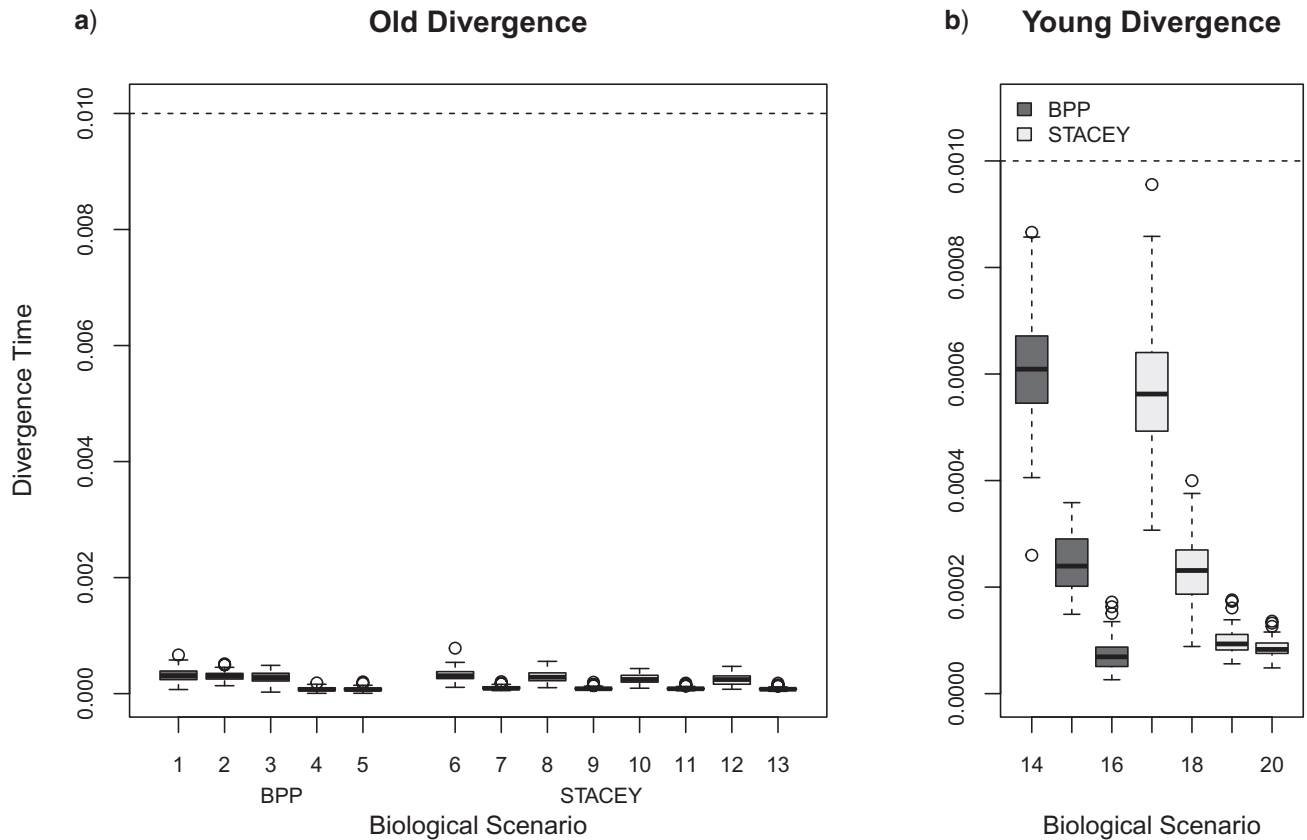 a) Old Divergence
b) Young Divergence
Divergence Time
0.010
0.008
0.006
0.004
0.002
0.000
1 2 3 4 5 6 7 8 9 10 11 12 13
BPP STACEY
Biological Scenario
BPP
STACEY
0.0010
0.0008
0.0006
0.0004
0.0002
0.0000
14 16 18 20
Biological Scenario